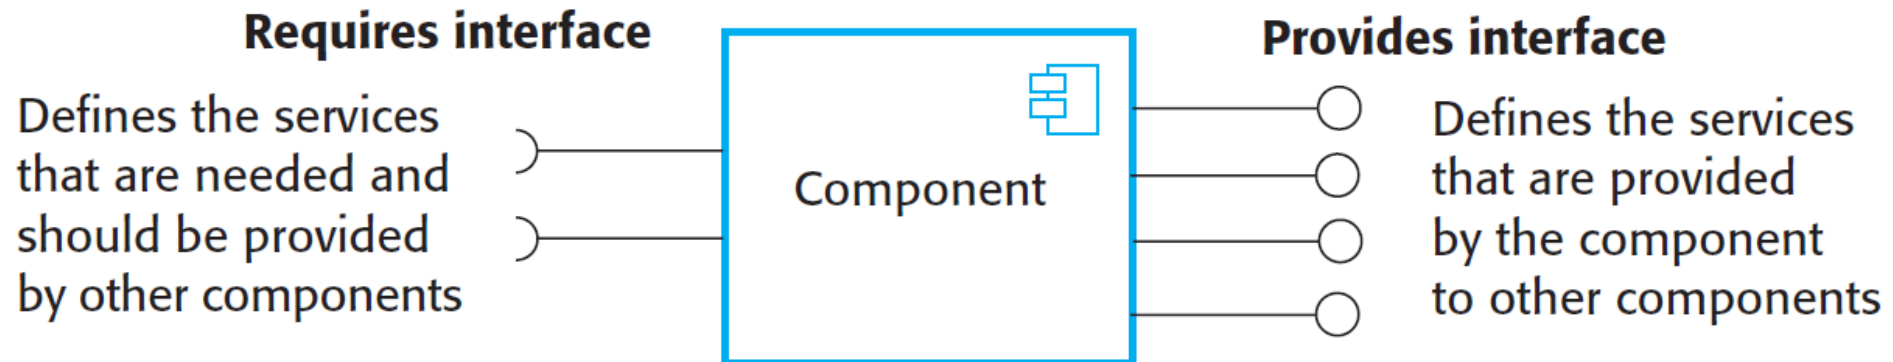 Requires interface
Defines the services
that are needed and
should be provided
by other components
Component
Provides interface
Defines the services
that are provided
by the component
to other components